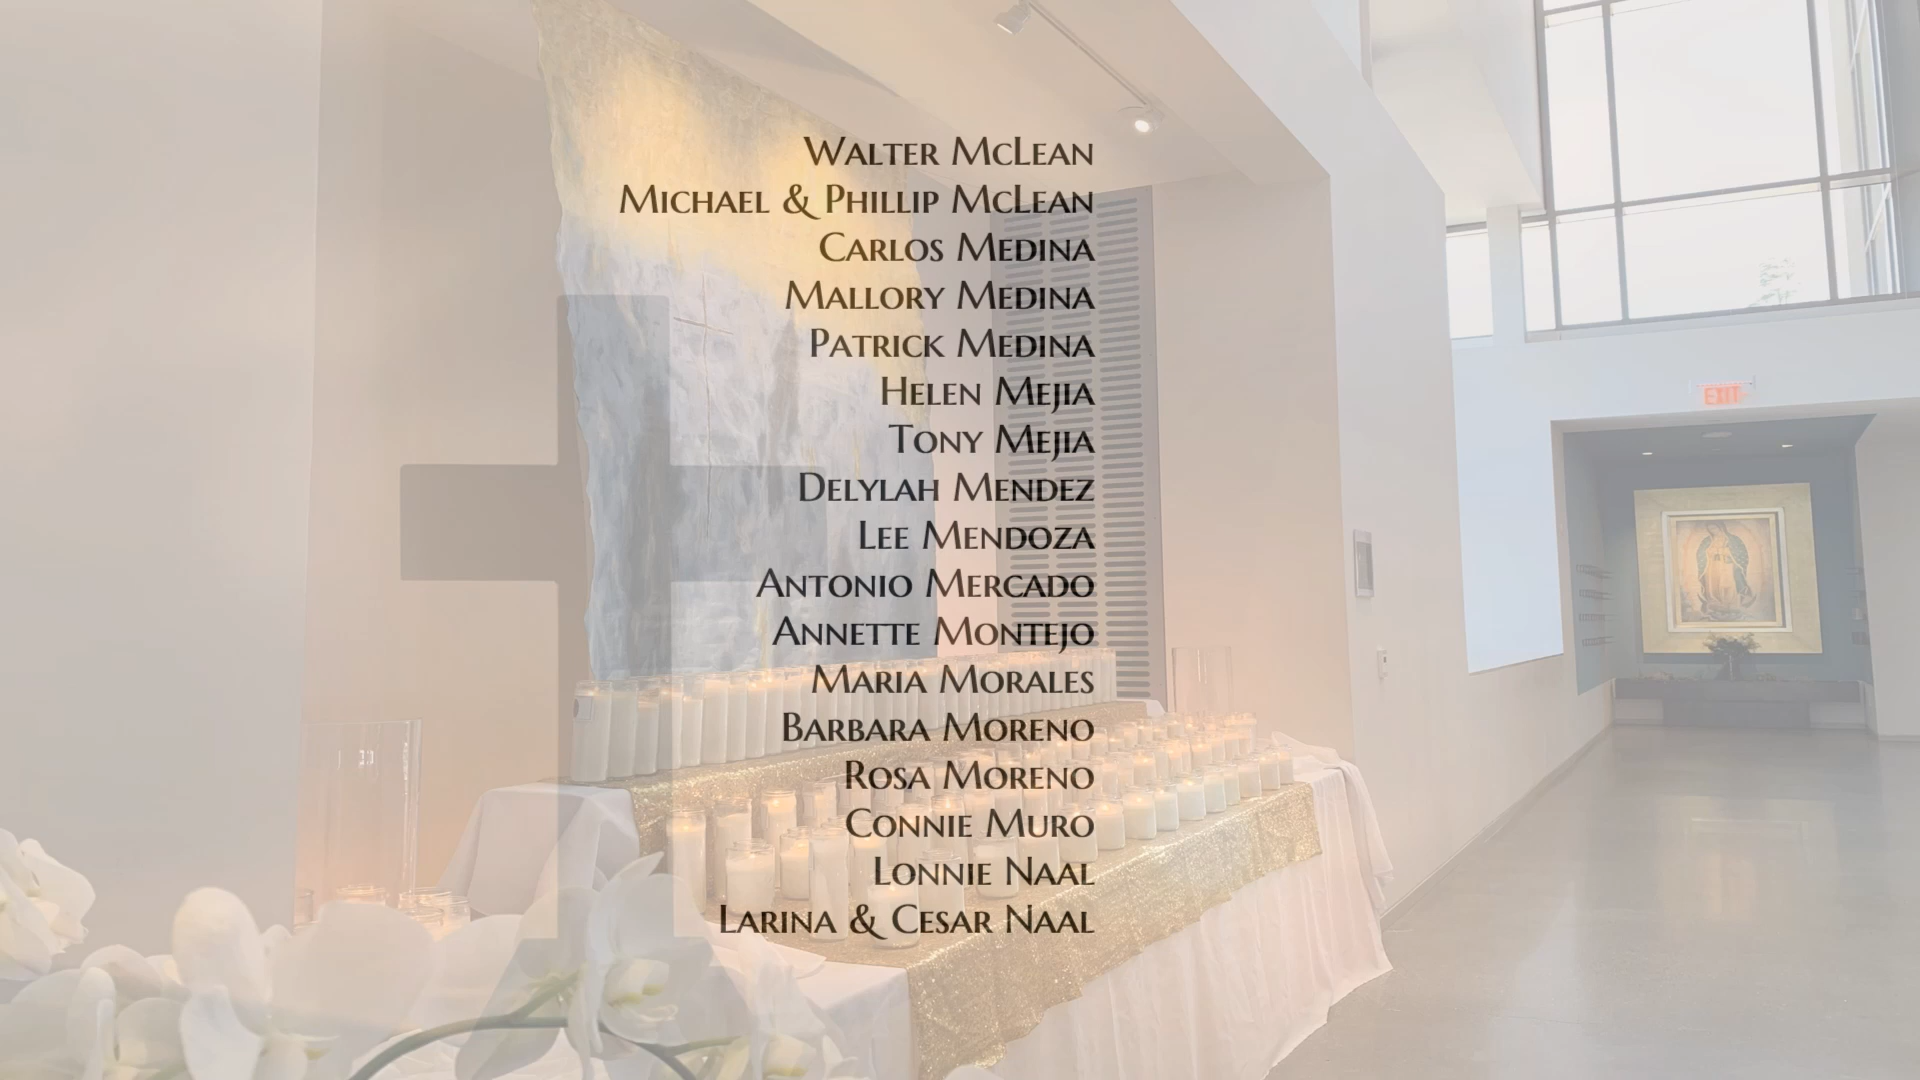 Walter McLean
Michael & Phillip McLean
Carlos Medina
Mallory Medina
Patrick Medina
Helen Mejia
Tony Mejia
Delylah Mendez
Lee Mendoza
Antonio Mercado
Annette Montejo
Maria Morales
Barbara Moreno
Rosa Moreno
Connie Muro
Lonnie Naal
Larina & Cesar Naal
EXIT